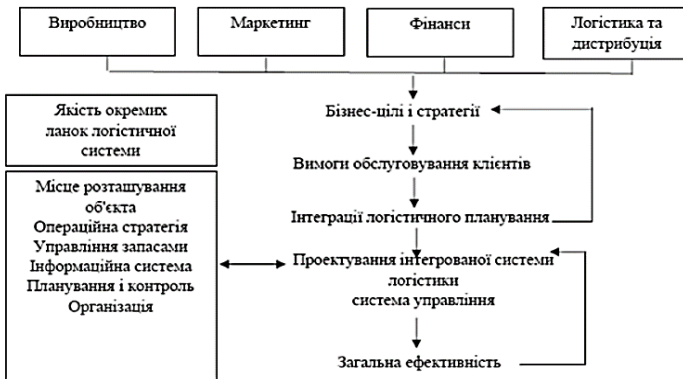 Виробництво
Маркетинг
Фінанси
Логістика та
дистрибуція
Якість окремих
ланок логістичної
системи
Бізнес-цілі і стратегії
Вимоги обслуговування клієнтів
Інтеграції логістичного планування
Місце розташування
об'єкта
Операційна стратегія
Управління запасами
Інформаційна система
Планування і контроль
Організація
Проектування інтегрованої системи
логістики
система управління
Загальна ефективність